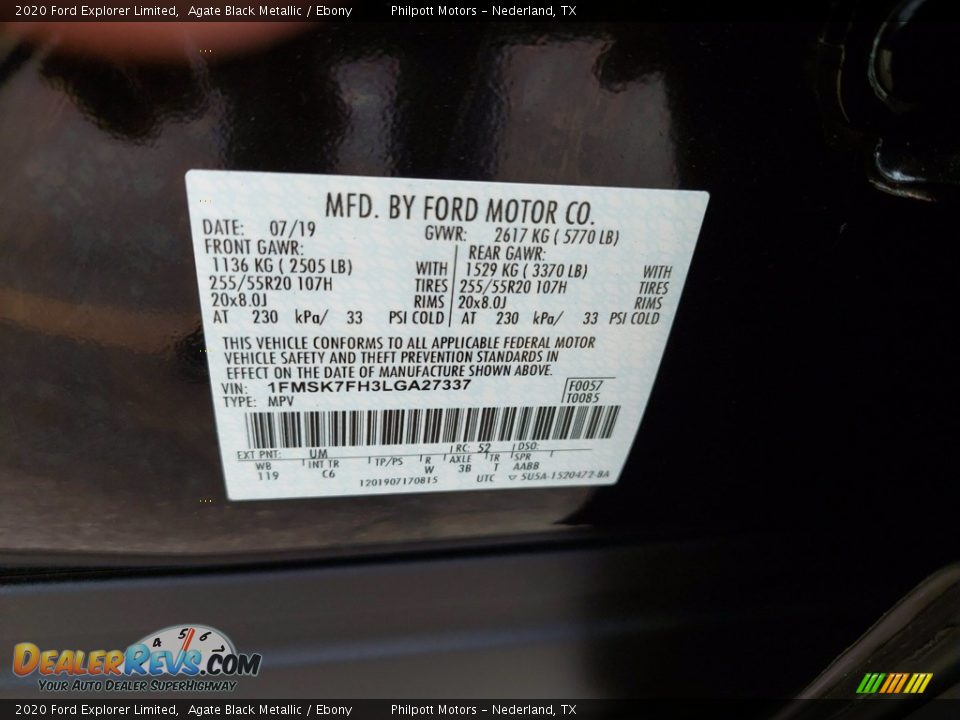 2020 Ford Explorer Limited,  Agate Black Metallic / Ebony        Philpott Motors - Nederland, TX
MFD. BY FORD MOTOR CO.
DATE: 07/19 GVWR: 2617 KG ( 5770 LB)
FRONT GAWR: REAR GAWR:
1136 KG ( 2505 LB) WITH 1529 KG ( 3370 LB) WITH
255/55R20 107H TIRES 255/55R20 107H TIRES
20x8.0J RIMS 20x8.0J RIMS
AT 230 kPa/ 33 PSI COLD AT 230 kPa/ 33 PSI COLD
THIS VEHICLE CONFORMS TO ALL APPLICABLE FEDERAL MOTOR
VEHICLE SAFETY AND THEFT PREVENTION STANDARDS IN
EFFECT ON THE DATE OF MANUFACTURE SHOWN ABOVE.
VIN: 1FMSK7FH3LGA27337 F0057
TYPE: MPV T0085
EXT PNT: UM RC: 52 DSO:
WB INT TR TP/PS R AXLE TR SPR
119 C6 W 3B T AABB
1201907170815 UTC ▽ 5U5A-1520472-BA
4 5 6
DEALERREVS.COM
YOUR AUTO DEALER SUPERHIGHWAY
2020 Ford Explorer Limited,  Agate Black Metallic / Ebony        Philpott Motors - Nederland, TX